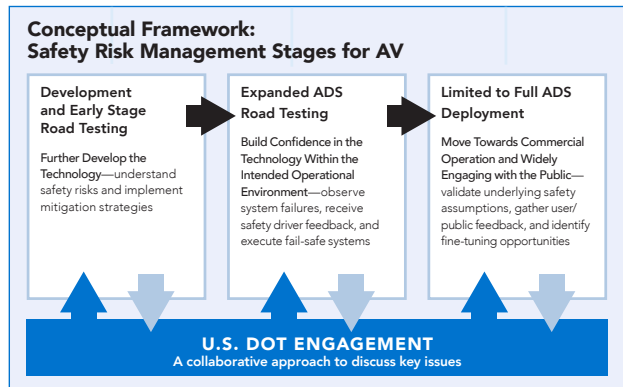 Conceptual Framework:
Safety Risk Management Stages for AV
Development
and Early Stage
Road Testing
Further Develop the
Technology—understand
safety risks and implement
mitigation strategies
Expanded ADS
Road Testing
Build Confidence in the
Technology Within the
Intended Operational
Environment—observe
system failures, receive
safety driver feedback, and
execute fail-safe systems
Limited to Full ADS
Deployment
Move Towards Commercial
Operation and Widely
Engaging with the Public—
validate underlying safety
assumptions, gather user/
public feedback, and identify
fine-tuning opportunities
U.S. DOT ENGAGEMENT
A collaborative approach to discuss key issues